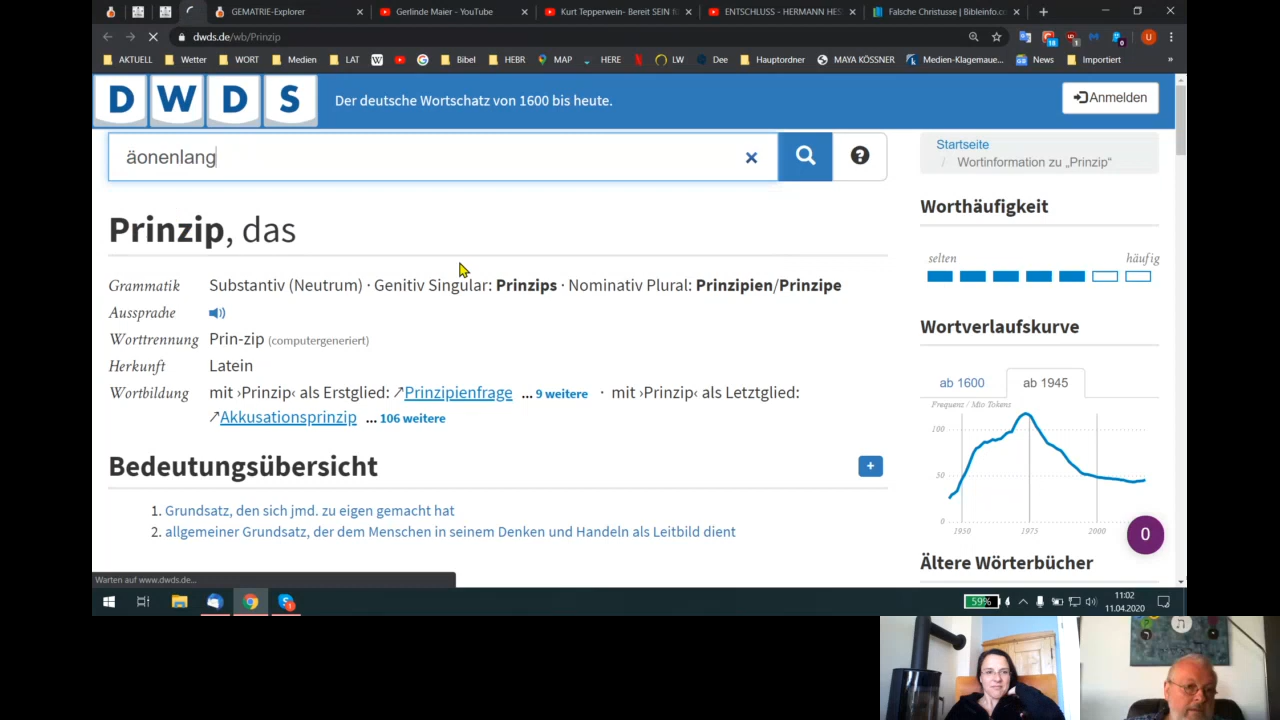 GEMATRIE-Explorer
Gerlinde Maier - YouTube
Kurt Tepperwein- Bereit SEIN fü
ENTSCHLUSS - HERMANN HES
Falsche Christusse | Bibleinfo.co
dwds.de/wb/Prinzip
AKTUELL
Wetter
WORT
Medien
LAT
Bibel
HEBR
MAP
HERE
LW
Dee
Hauptordner
MAYA KÖSSNER
Medien-Klagemaue...
News
Importiert
»
D W D S
Der deutsche Wortschatz von 1600 bis heute.
Anmelden
äonenlang
Startseite
/ Wortinformation zu „Prinzip“
Prinzip, das
Grammatik Substantiv (Neutrum) · Genitiv Singular: Prinzips · Nominativ Plural: Prinzipien/Prinzipe
Aussprache
Worttrennung Prin-zip (computergeneriert)
Herkunft Latein
Wortbildung mit ›Prinzip‹ als Erstglied: ↗Prinzipienfrage ... 9 weitere · mit ›Prinzip‹ als Letztglied:
↗Akkusationsprinzip ... 106 weitere
Bedeutungsübersicht
+
1. Grundsatz, den sich jmd. zu eigen gemacht hat
2. allgemeiner Grundsatz, der dem Menschen in seinem Denken und Handeln als Leitbild dient
Worthäufigkeit
selten häufig
Wortverlaufskurve
ab 1600 ab 1945
Frequenz / Mio Tokens
100
50
0
1950 1975 2000
0
Ältere Wörterbücher
Warten auf www.dwds.de...
59%
11:02
11.04.2020